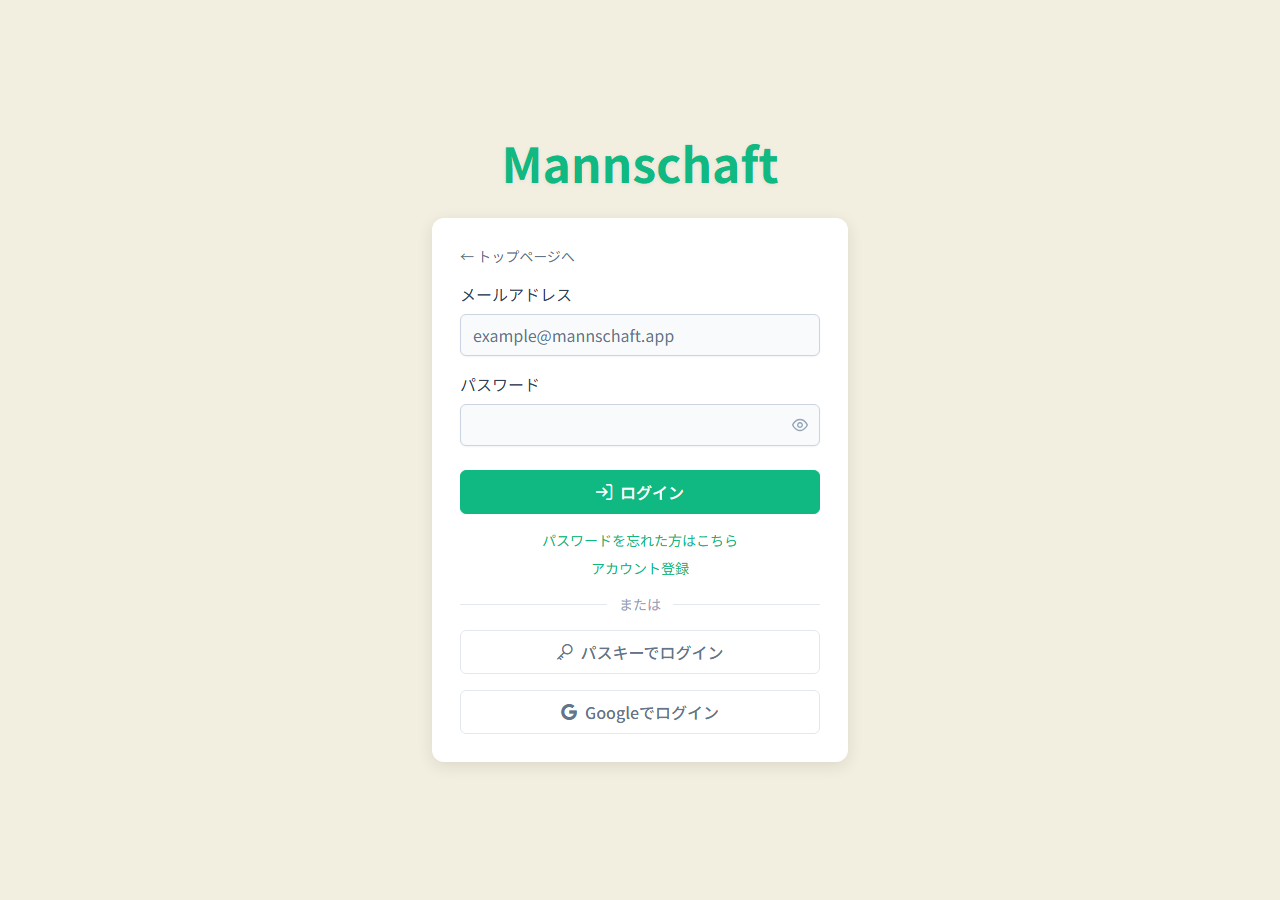 Mannschaft
← トップページへ
メールアドレス
example@mannschaft.app
パスワード
ログイン
パスワードを忘れた方はこちら
アカウント登録
または
パスキーでログイン
Googleでログイン